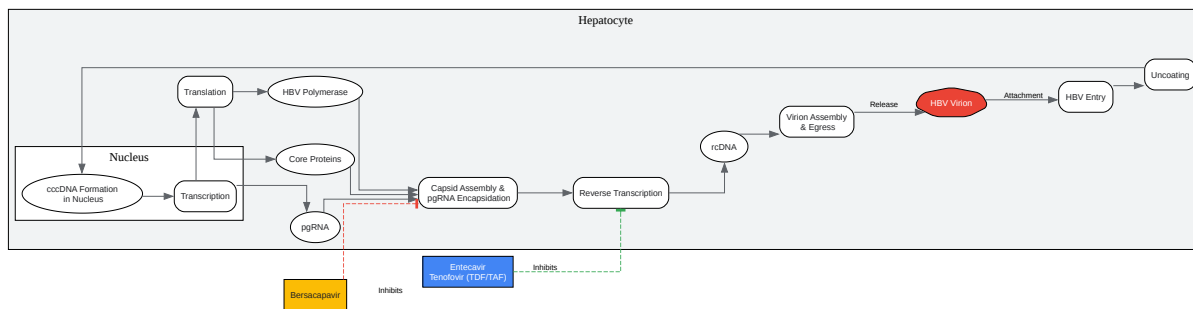 Hepatocyte
Uncoating
Translation
HBV Polymerase
HBV Entry
Attachment
HBV Virion
Release
Virion Assembly
& Egress
rcDNA
Nucleus
Core Proteins
cccDNA Formation
in Nucleus
Transcription
Capsid Assembly &
pgRNA Encapsidation
Reverse Transcription
pgRNA
Entecavir
Tenofovir (TDF/TAF)
Inhibits
Bersacapavir
Inhibits